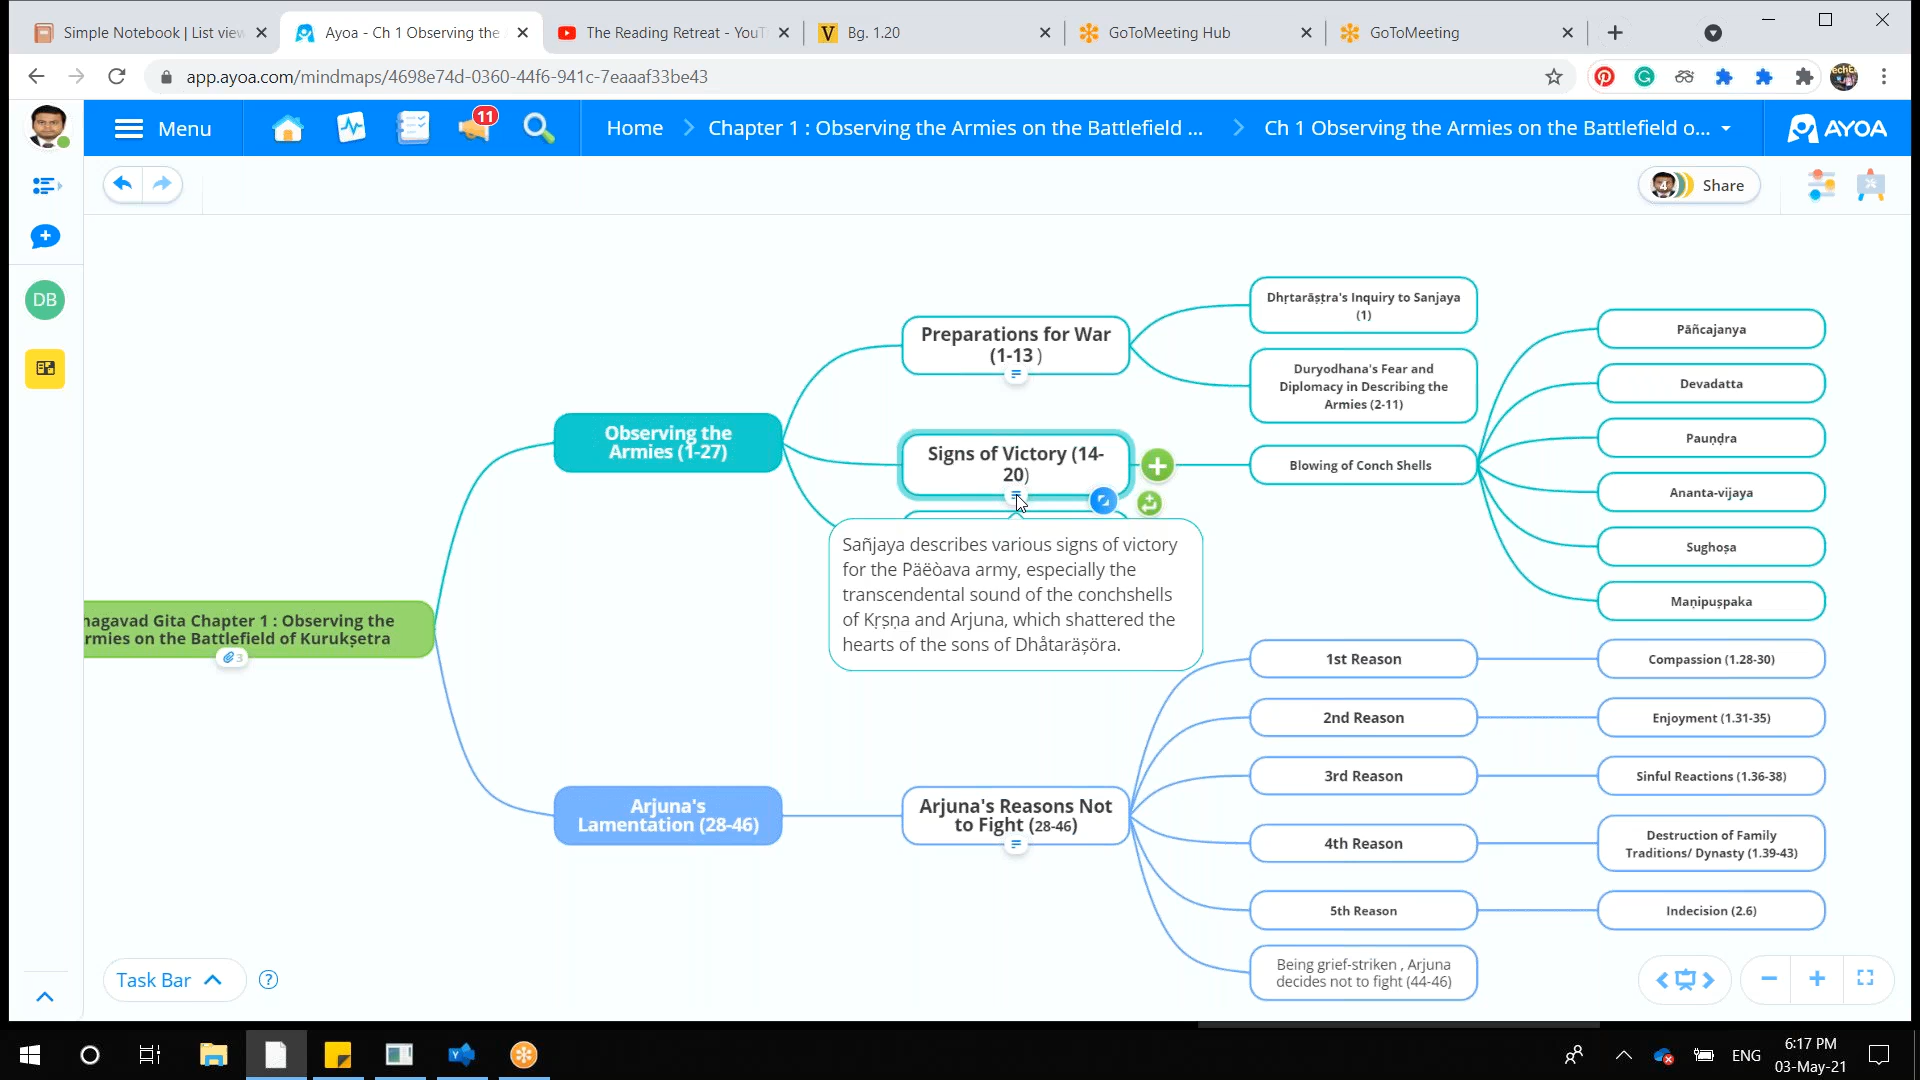 Simple Notebook | List view
Ayoa - Ch 1 Observing the A
The Reading Retreat - YouT
V
Bg. 1.20
GoToMeeting Hub
GoToMeeting
app.ayoa.com/mindmaps/4698e74d-0360-44f6-941c-7eaaaf33be43
Menu
11
Home
Chapter 1 : Observing the Armies on the Battlefield ...
Ch 1 Observing the Armies on the Battlefield o...
AYOA
4
Share
DB
Dhṛtarāṣṭra's Inquiry to Sanjaya
(1)
Preparations for War
(1-13 )
Duryodhana's Fear and
Diplomacy in Describing the
Armies (2-11)
Pāñcajanya
Devadatta
Observing the
Armies (1-27)
Signs of Victory (14-
20)
Blowing of Conch Shells
Pauṇḍra
Ananta-vijaya
Sughoṣa
Maṇipuṣpaka
Sañjaya describes various signs of victory
for the Päëòava army, especially the
transcendental sound of the conchshells
of Kṛṣṇa and Arjuna, which shattered the
hearts of the sons of Dhåtaräṣöra.
hagavad Gita Chapter 1 : Observing the
rmies on the Battlefield of Kurukṣetra
3
1st Reason
Compassion (1.28-30)
2nd Reason
Enjoyment (1.31-35)
3rd Reason
Sinful Reactions (1.36-38)
Arjuna's
Lamentation (28-46)
Arjuna's Reasons Not
to Fight (28-46)
4th Reason
Destruction of Family
Traditions/ Dynasty (1.39-43)
5th Reason
Indecision (2.6)
Being grief-striken , Arjuna
decides not to fight (44-46)
Task Bar
?
ENG
6:17 PM
03-May-21